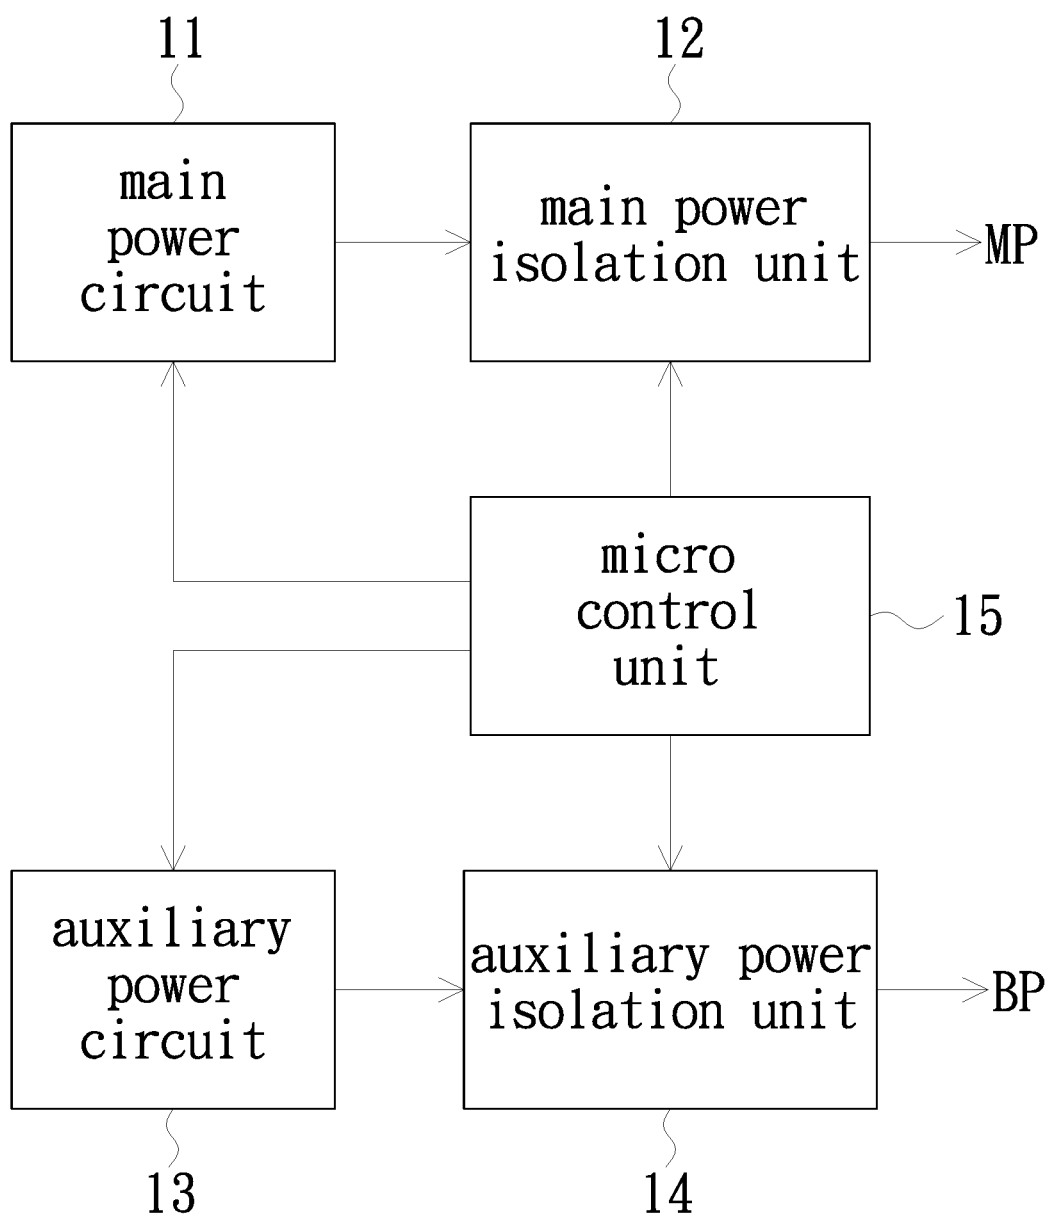 11
12
main
power
circuit
main power
isolation unit
MP
micro
control
unit
15
auxiliary
power
circuit
auxiliary power
isolation unit
BP
13
14